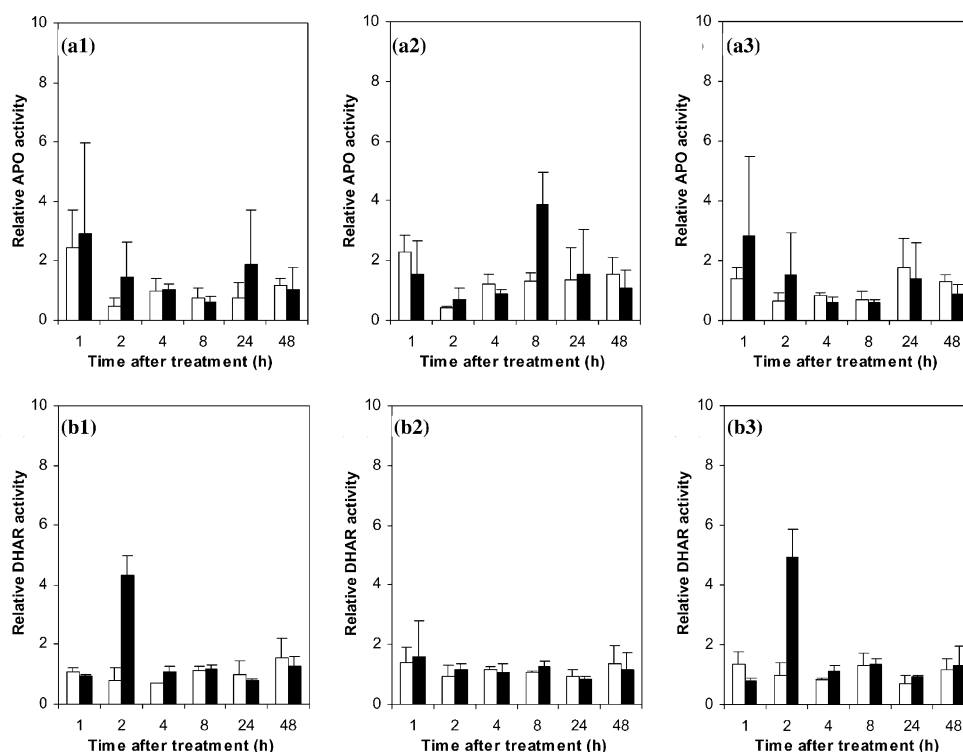 (a1)
Relative APO activity
10
8
6
4
2
0
1 2 4 8 24 48
Time after treatment (h)
(a2)
Relative APO activity
10
8
6
4
2
0
1 2 4 8 24 48
Time after treatment (h)
(a3)
Relative APO activity
10
8
6
4
2
0
1 2 4 8 24 48
Time after treatment (h)
(b1)
Relative DHAR activity
10
8
6
4
2
0
1 2 4 8 24 48
Time after treatment (h)
(b2)
Relative DHAR activity
10
8
6
4
2
0
1 2 4 8 24 48
Time after treatment (h)
(b3)
Relative DHAR activity
10
8
6
4
2
0
1 2 4 8 24 48
Time after treatment (h)